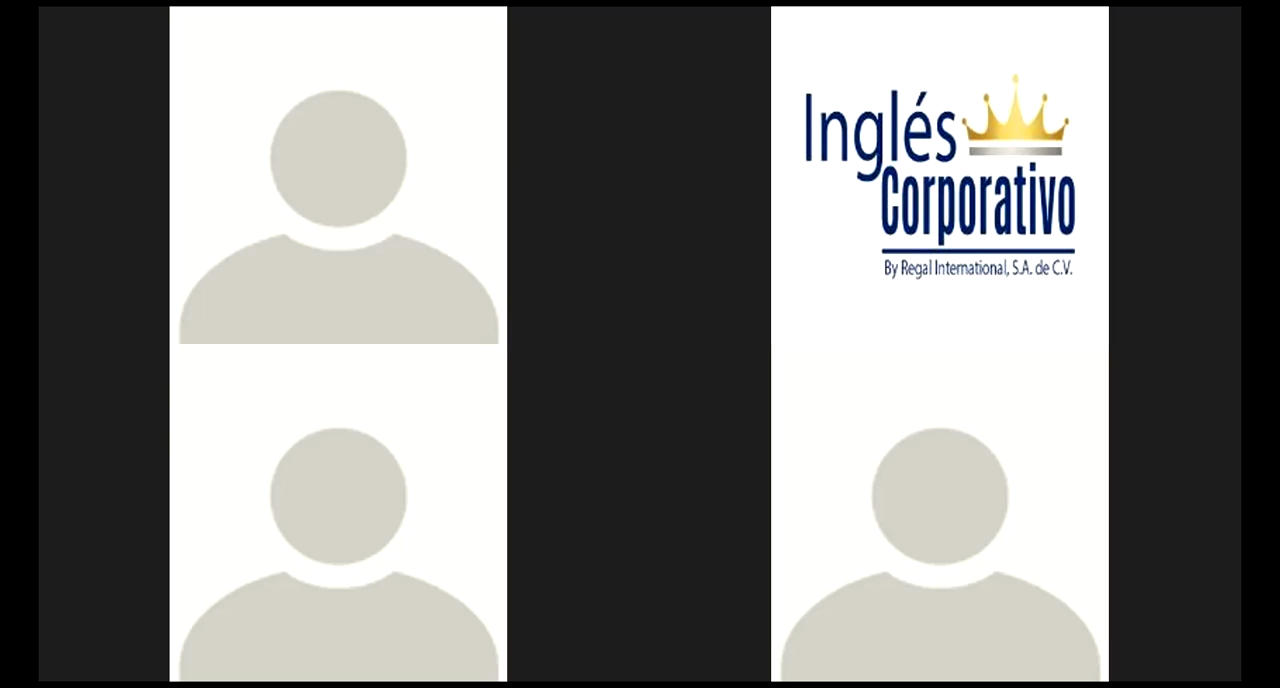 Inglés
Corporativo
By Regal International, S.A. de C.V.